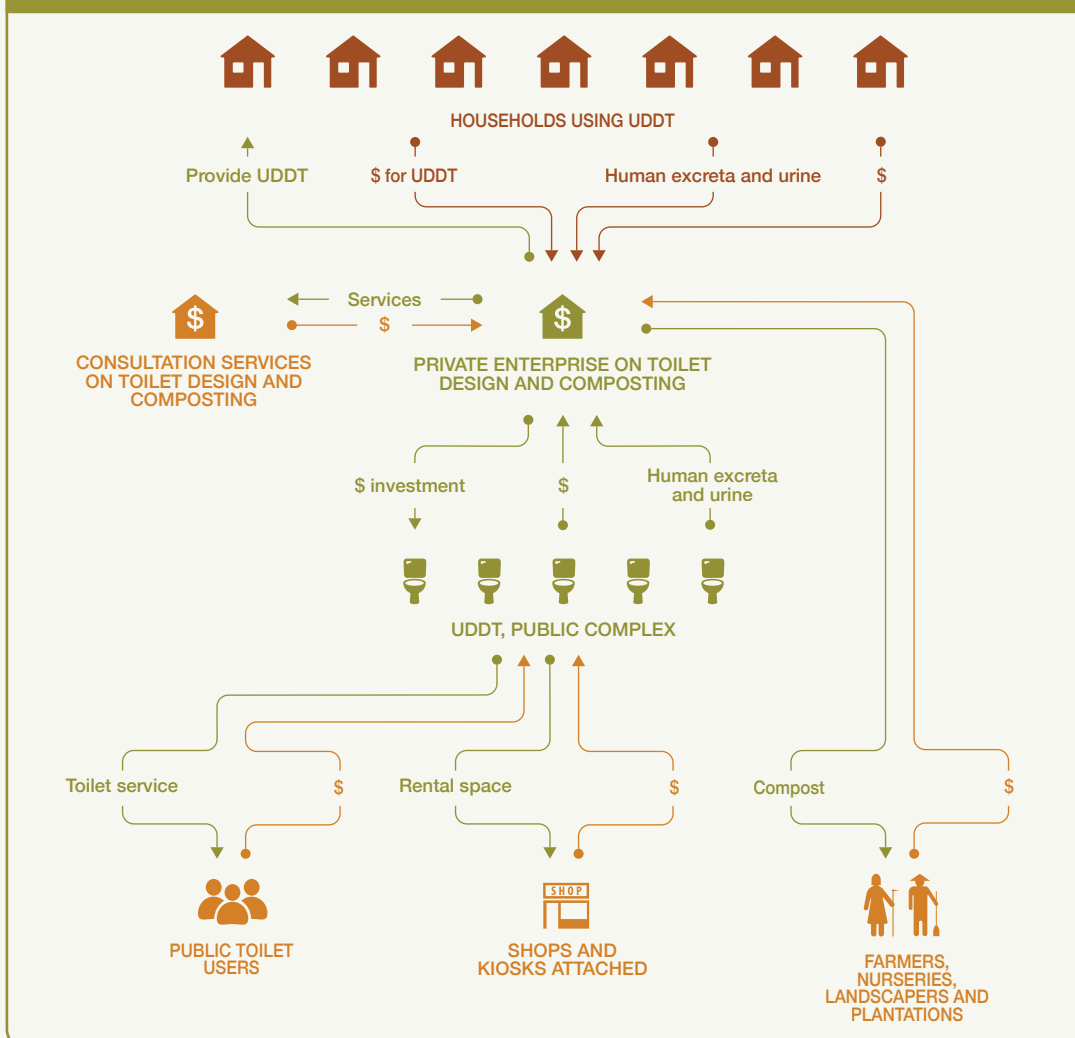 HOUSEHOLDS USING UDDT
Provide UDDT
$ for UDDT
Human excreta and urine
$
Services
$
$
$
CONSULTATION SERVICES
ON TOILET DESIGN AND
COMPOSTING
PRIVATE ENTERPRISE ON TOILET
DESIGN AND COMPOSTING
$ investment
$
Human excreta
and urine
UDDT, PUBLIC COMPLEX
Toilet service
$
Rental space
$
Compost
$
SHOP
PUBLIC TOILET
USERS
SHOPS AND
KIOSKS ATTACHED
FARMERS,
NURSERIES,
LANDSCAPERS AND
PLANTATIONS